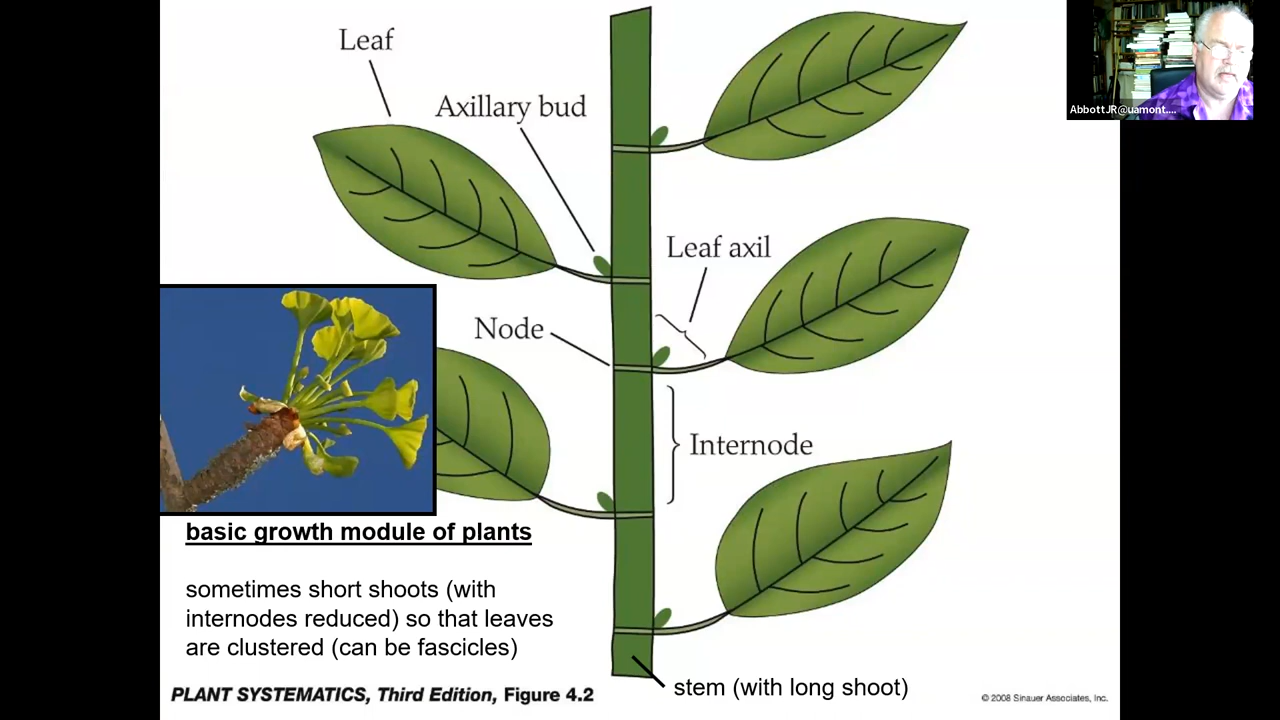 Leaf
Axillary bud
Leaf axil
Node
Internode
basic growth module of plants
sometimes short shoots (with
internodes reduced) so that leaves
are clustered (can be fascicles)
stem (with long shoot)
PLANT SYSTEMATICS, Third Edition, Figure 4.2
© 2008 Sinauer Associates, Inc.
AbbottJR@uamont....